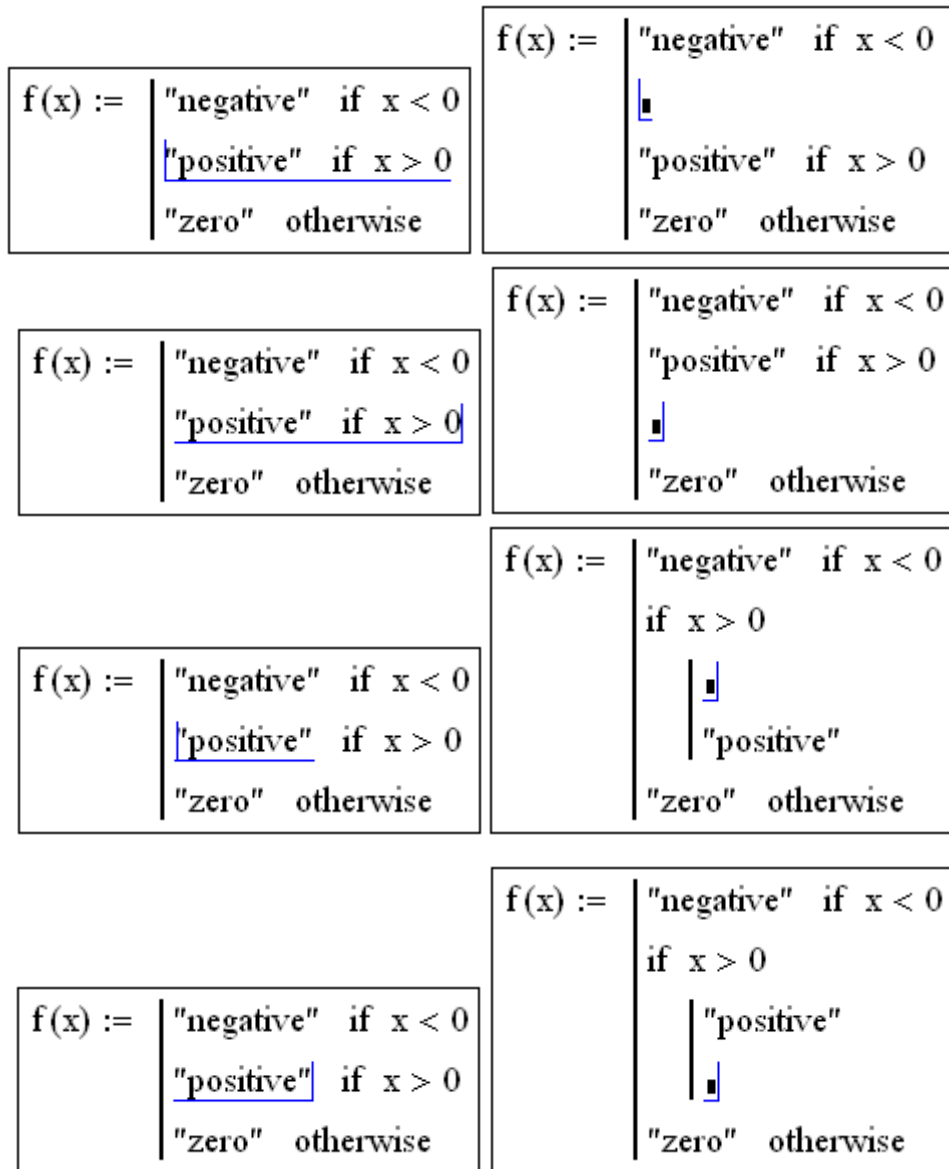 f(x) := "negative" if x < 0
"positive" if x > 0
"zero" otherwise
f(x) := "negative" if x < 0
"positive" if x > 0
"zero" otherwise
f(x) := "negative" if x < 0
"positive" if x > 0
"zero" otherwise
f(x) := "negative" if x < 0
"positive" if x > 0
"zero" otherwise
f(x) := "negative" if x < 0
"positive" if x > 0
"zero" otherwise
f(x) := "negative" if x < 0
if x > 0
"positive"
"zero" otherwise
f(x) := "negative" if x < 0
"positive" if x > 0
"zero" otherwise
f(x) := "negative" if x < 0
if x > 0
"positive"
"zero" otherwise